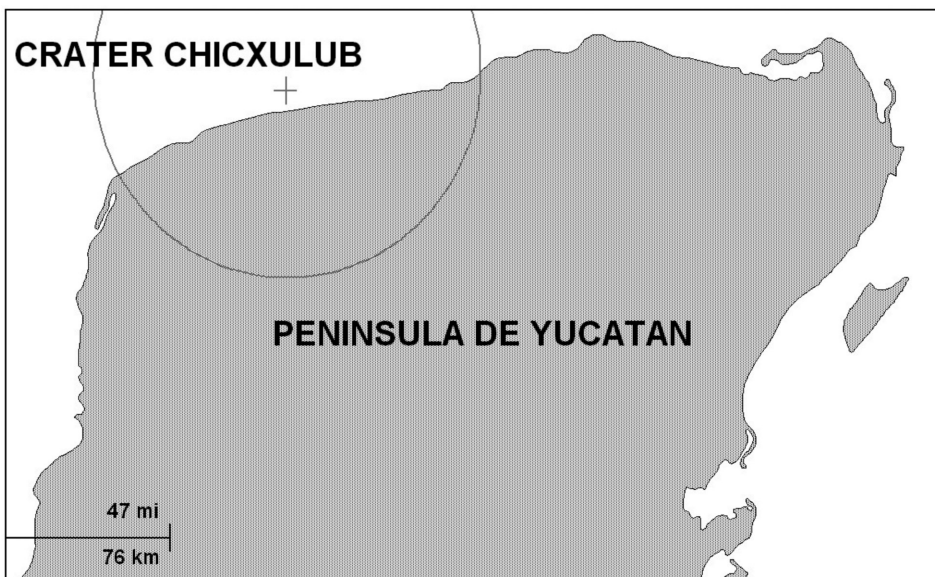 CRATER CHICXULUB
PENINSULA DE YUCATAN
47 mi
76 km